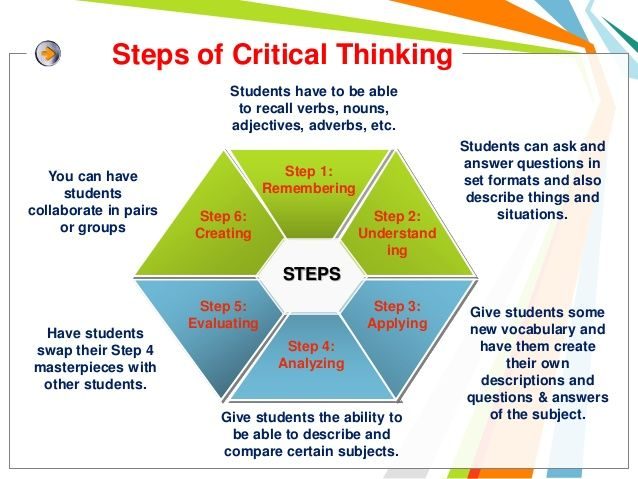 Steps of Critical Thinking
Students have to be able
to recall verbs, nouns,
adjectives, adverbs, etc.
Students can ask and
answer questions in
set formats and also
describe things and
situations.
You can have
students
collaborate in pairs
or groups
Step 1:
Remembering
Step 6:
Creating
Step 2:
Understand
ing
STEPS
Step 5:
Evaluating
Step 3:
Applying
Step 4:
Analyzing
Have students
swap their Step 4
masterpieces with
other students.
Give students some
new vocabulary and
have them create
their own
descriptions and
questions & answers
of the subject.
Give students the ability to
be able to describe and
compare certain subjects.